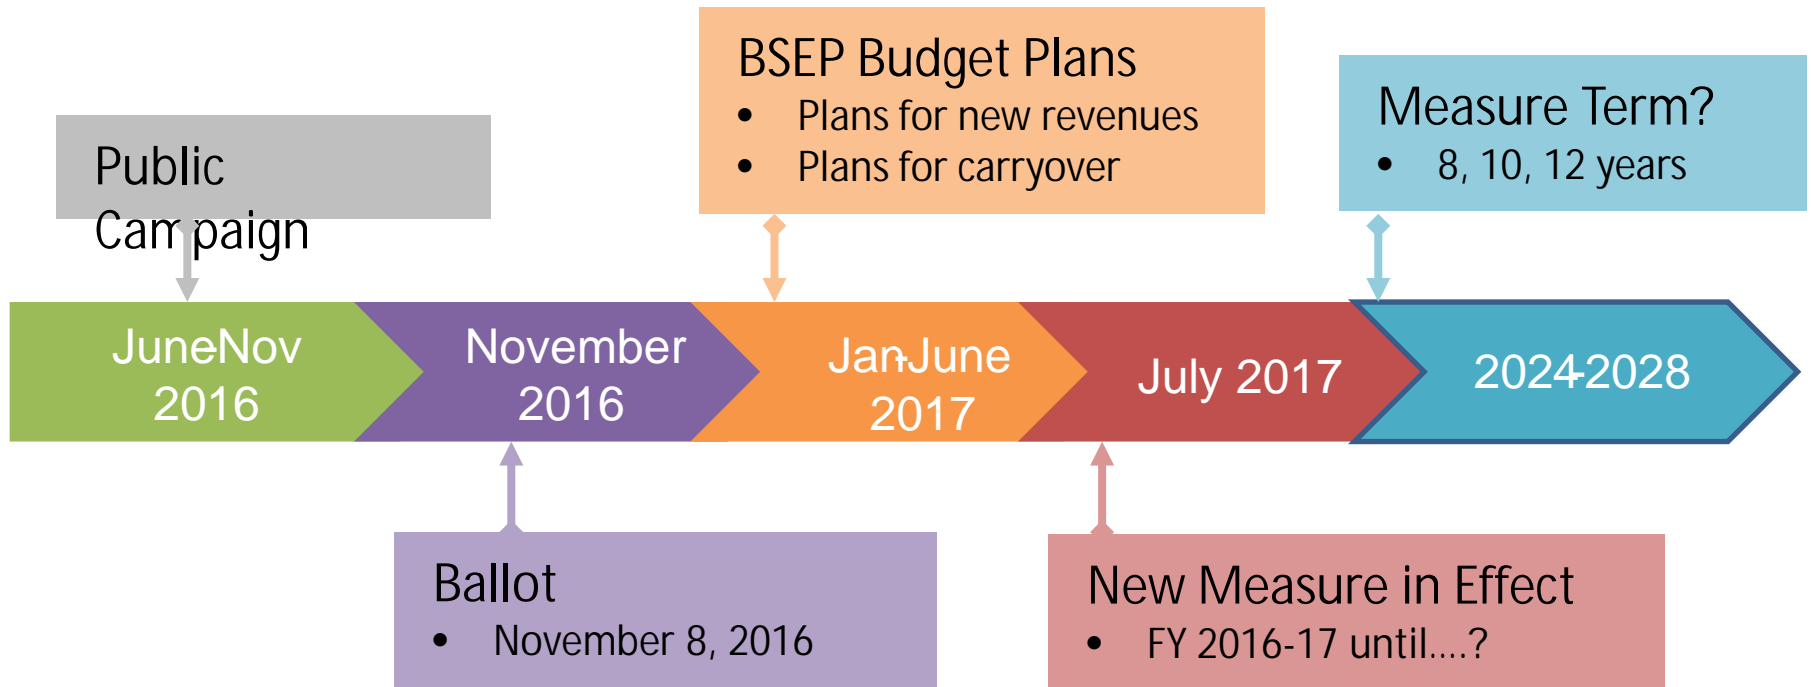 Public
Campaign
BSEP Budget Plans
• Plans for new revenues
• Plans for carryover
Measure Term?
• 8, 10, 12 years
June-Nov
2016
November
2016
Jan-June
2017
July 2017
2024-2028
Ballot
• November 8, 2016
New Measure in Effect
• FY 2016-17 until....?